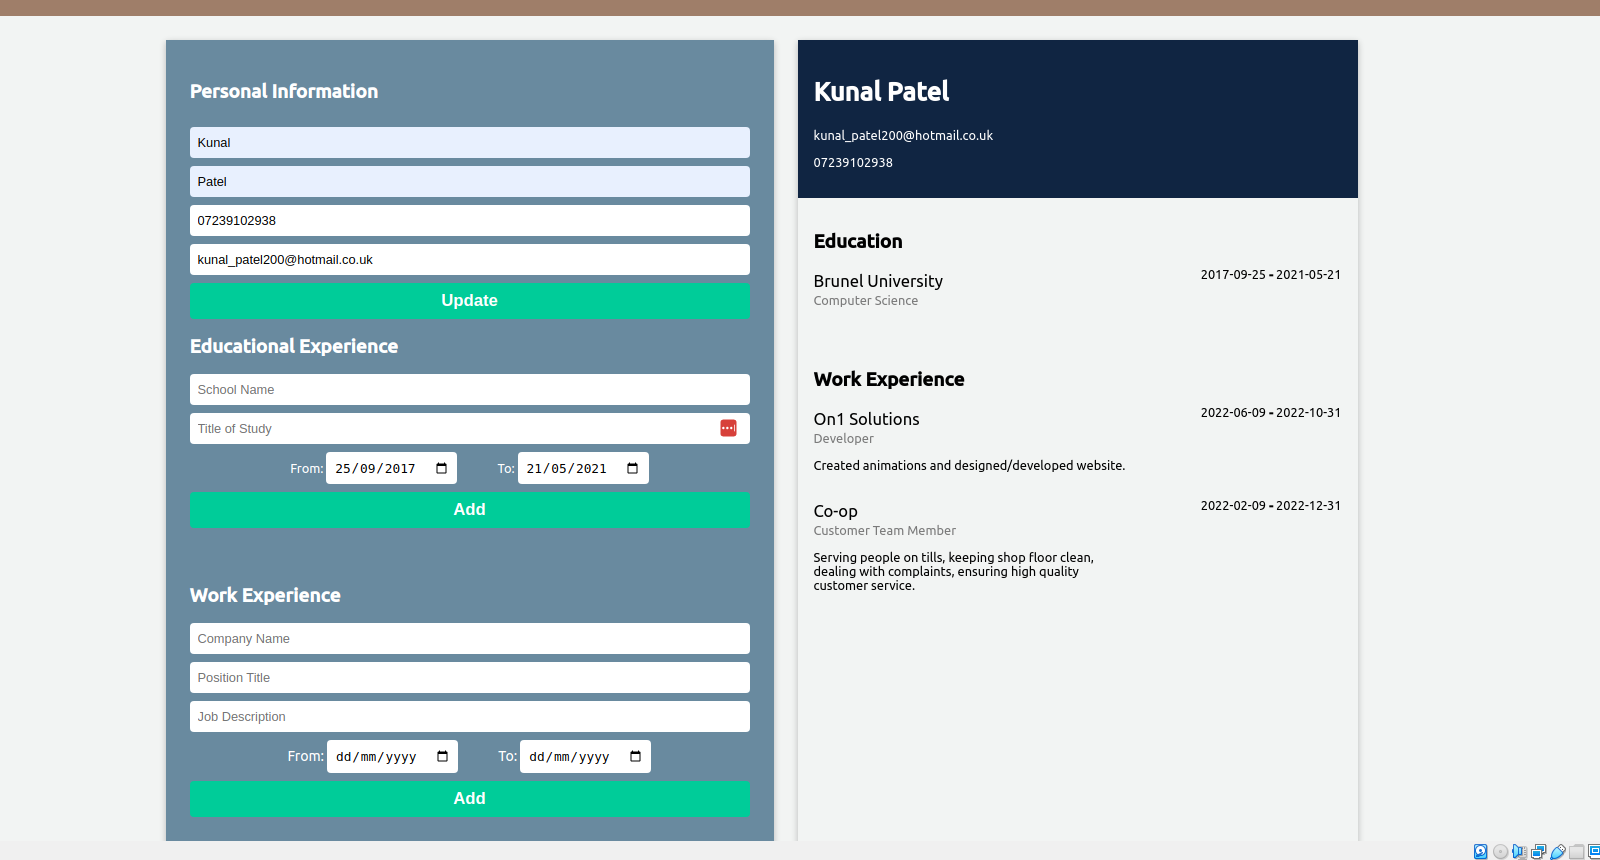 Personal Information
Kunal
Patel
07239102938
kunal_patel200@hotmail.co.uk
Update
Educational Experience
School Name
Title of Study
From: 25/09/2017 To: 21/05/2021
Add
Work Experience
Company Name
Position Title
Job Description
From: dd/mm/yyyy To: dd/mm/yyyy
Add
Kunal Patel
kunal_patel200@hotmail.co.uk
07239102938
Education
Brunel University 2017-09-25 - 2021-05-21
Computer Science
Work Experience
On1 Solutions 2022-06-09 - 2022-10-31
Developer
Created animations and designed/developed website.
Co-op 2022-02-09 - 2022-12-31
Customer Team Member
Serving people on tills, keeping shop floor clean,
dealing with complaints, ensuring high quality
customer service.